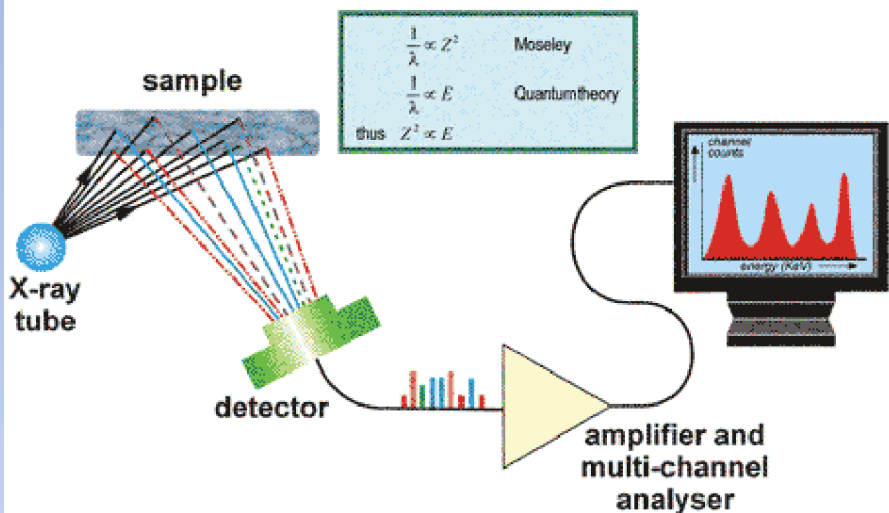 sample
1/λ ∝ Z² Moseley
1/λ ∝ E Quantumtheory
thus Z² ∝ E
channel
counts
energy (KeV)
X-ray
tube
detector
amplifier and
multi-channel
analyser